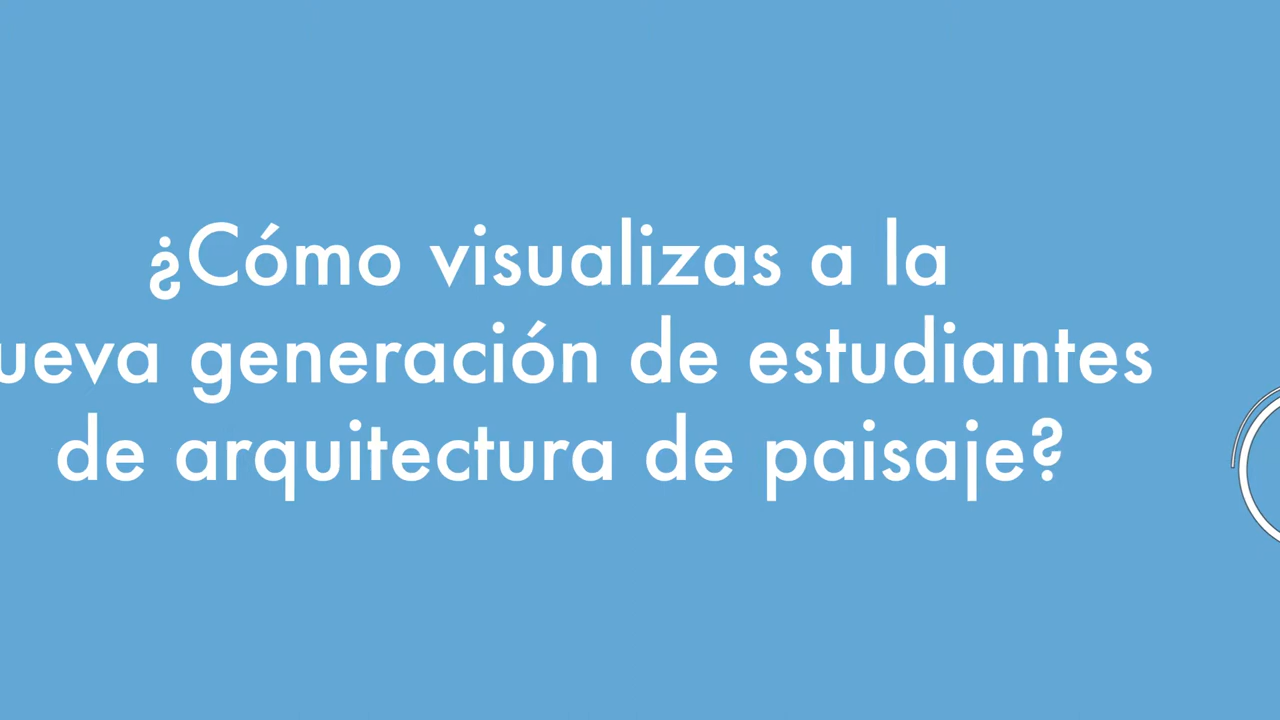 ¿Cómo visualizas a la
ueva generación de estudiantes
de arquitectura de paisaje?